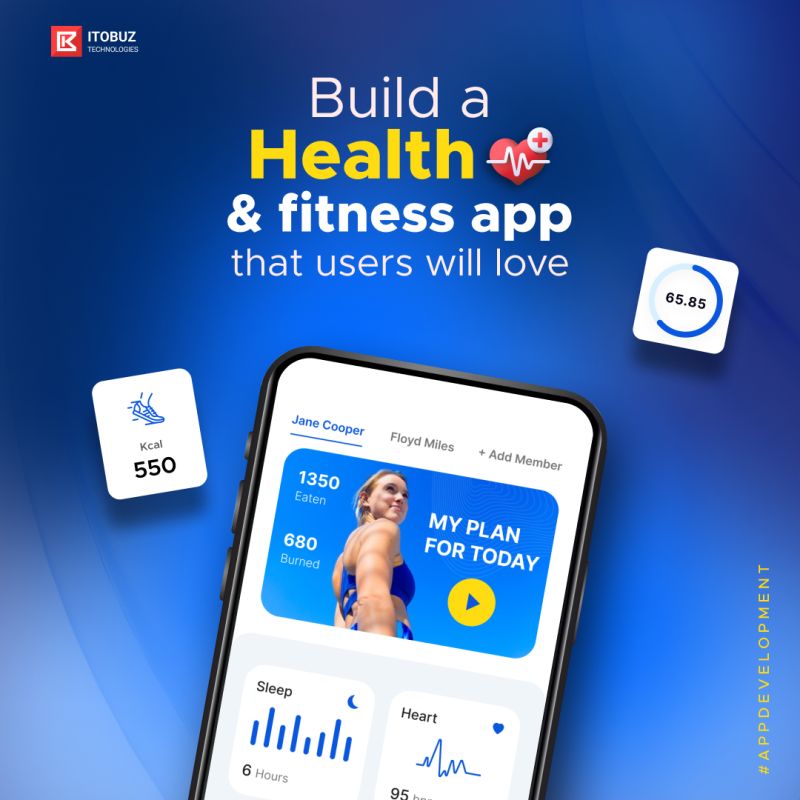 ITOBUZ
TECHNOLOGIES
Build a
Health
& fitness app
that users will love
65.85
Kcal
550
Jane Cooper
Floyd Miles
+ Add Member
1350
Eaten
680
Burned
MY PLAN
FOR TODAY
Sleep
6 Hours
Heart
95
#APPDEVELOPMENT